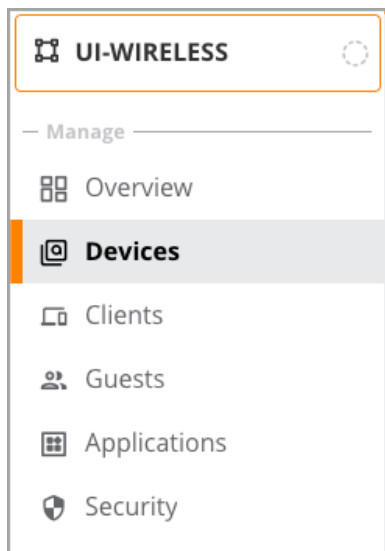 UI-WIRELESS
Manage
Overview
Devices
Clients
Guests
Applications
Security